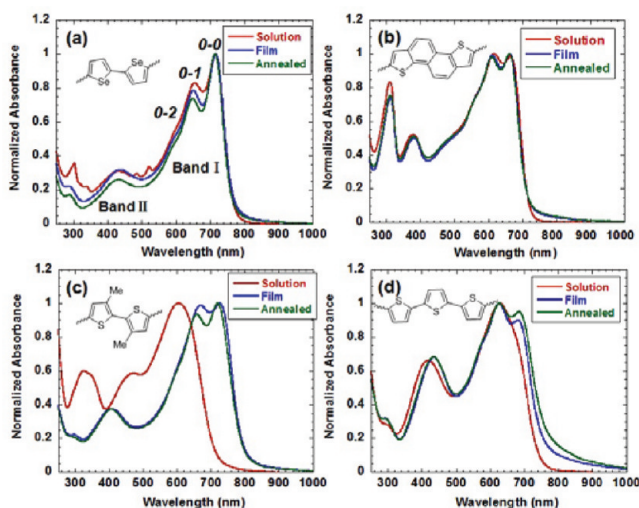 1.2
(a)
0-0
Solution
Film
Annealed
Se
Se
0-1
0-2
Band I
Band II
1
0.8
0.6
0.4
0.2
0
Normalized Absorbance
300 400 500 600 700 800 900 1000
Wavelength (nm)
1.2
(b)
Solution
Film
Annealed
S
S
1
0.8
0.6
0.4
0.2
0
Normalized Absorbance
300 400 500 600 700 800 900 1000
Wavelength (nm)
1.2
(c)
Me
S
S
Me
Solution
Film
Annealed
1
0.8
0.6
0.4
0.2
0
Normalized Absorbance
300 400 500 600 700 800 900 1000
Wavelength (nm)
1.2
(d)
S
S
S
Solution
Film
Annealed
1
0.8
0.6
0.4
0.2
0
Normalized Absorbance
300 400 500 600 700 800 900 1000
Wavelength (nm)